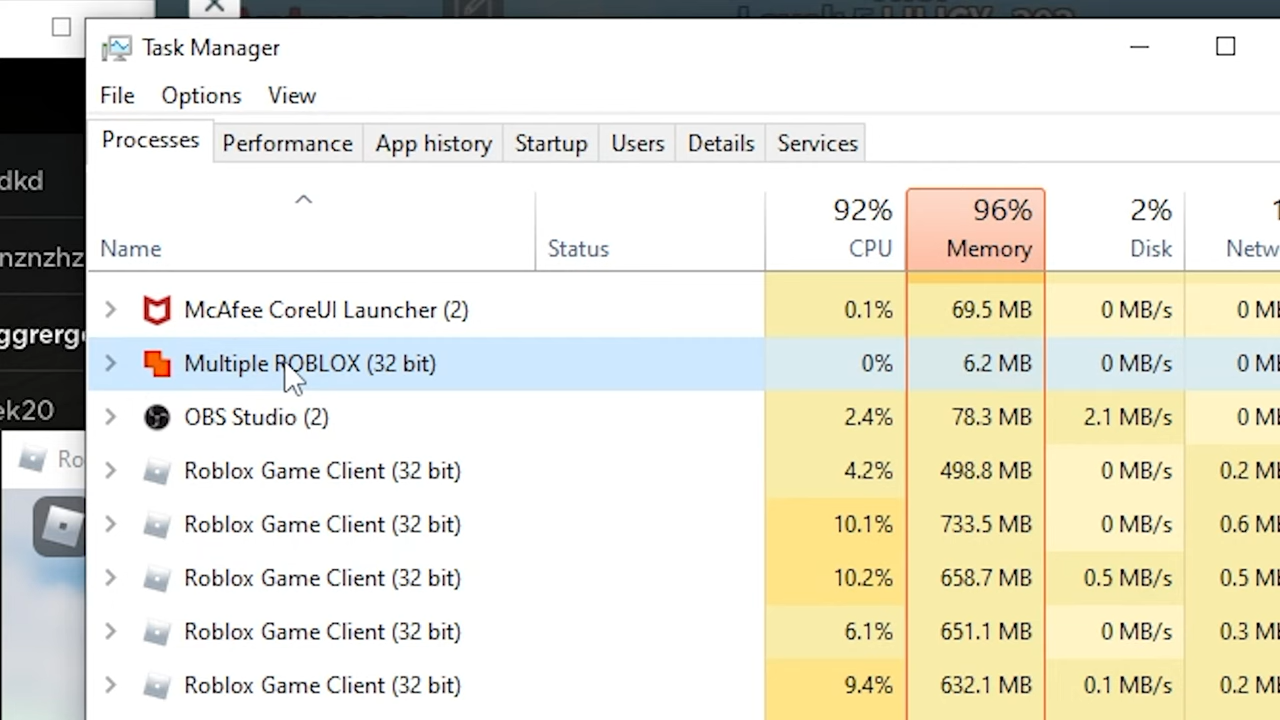 Task Manager
File Options View
Processes Performance App history Startup Users Details Services
92% 96% 2%
Name Status CPU Memory Disk
McAfee CoreUI Launcher (2) 0.1% 69.5 MB 0 MB/s
Multiple ROBLOX (32 bit) 0% 6.2 MB 0 MB/s
OBS Studio (2) 2.4% 78.3 MB 2.1 MB/s
Roblox Game Client (32 bit) 4.2% 498.8 MB 0 MB/s 0.2
Roblox Game Client (32 bit) 10.1% 733.5 MB 0 MB/s 0.6
Roblox Game Client (32 bit) 10.2% 658.7 MB 0.5 MB/s 0.5
Roblox Game Client (32 bit) 6.1% 651.1 MB 0 MB/s 0.3
Roblox Game Client (32 bit) 9.4% 632.1 MB 0.1 MB/s 0.2